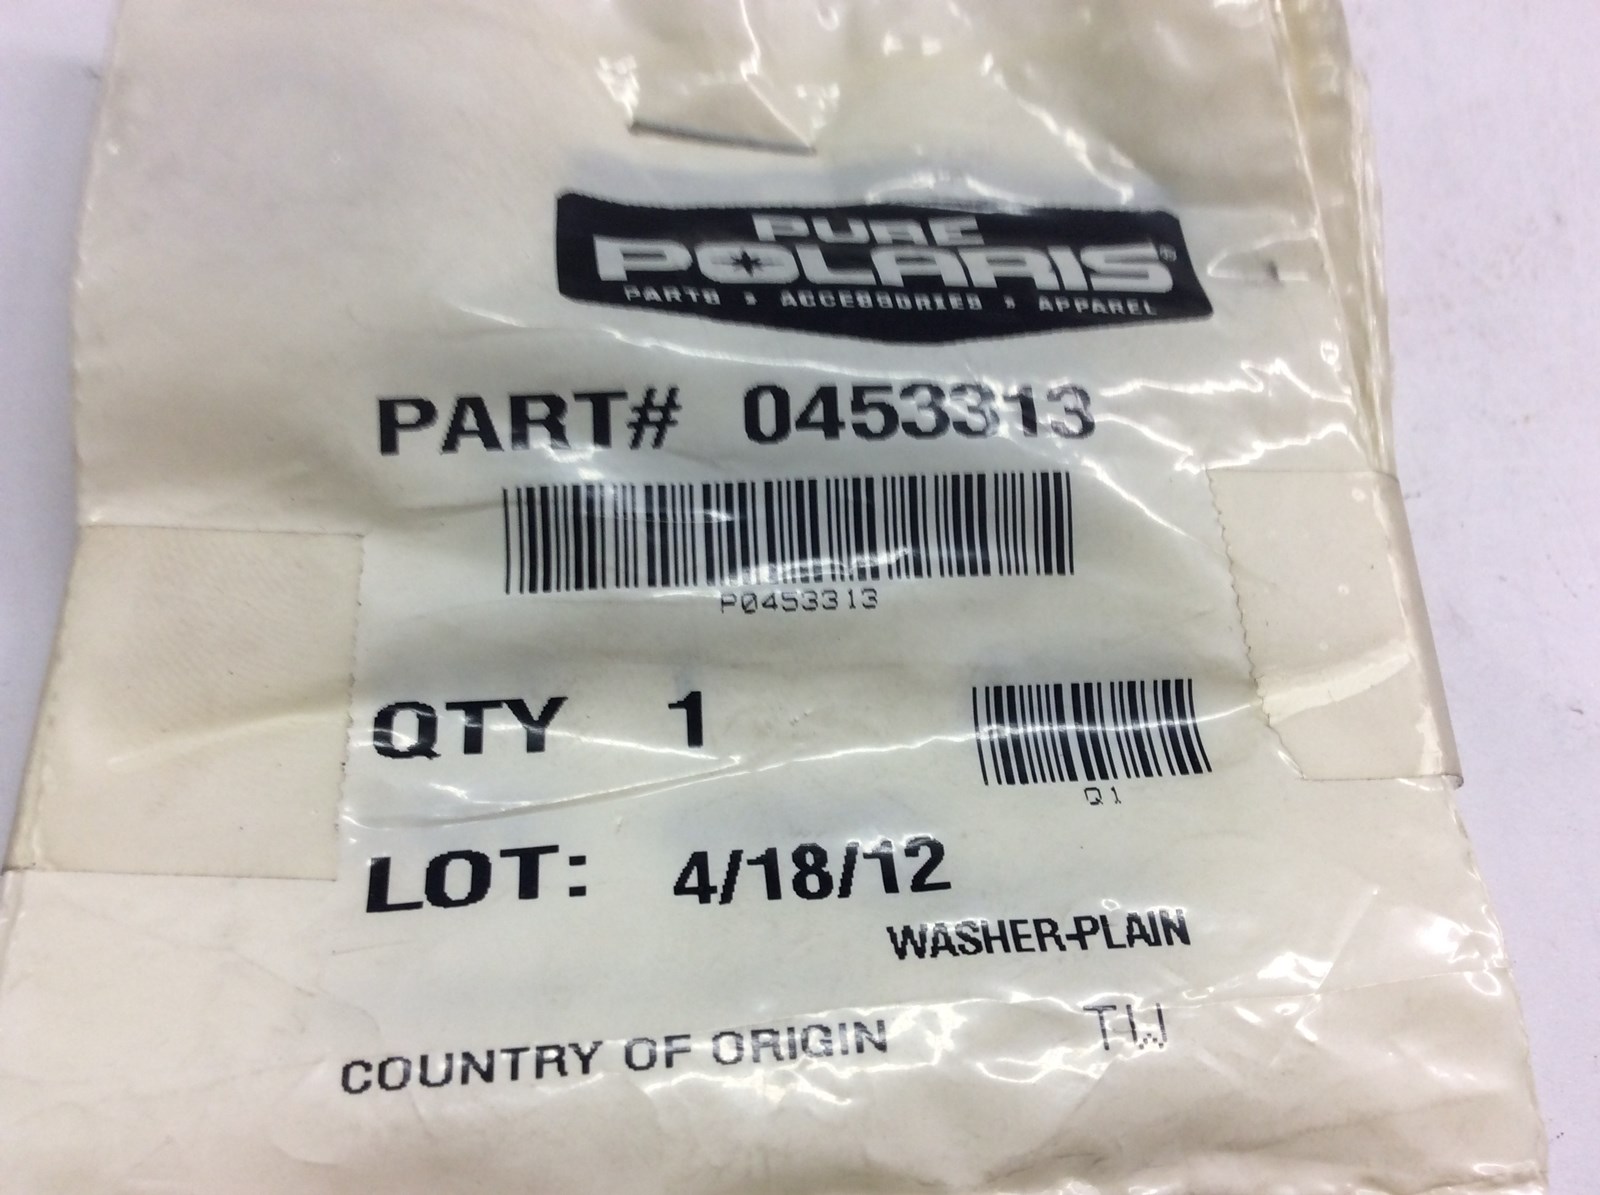 PURE
POLARIS®
PARTS ACCESSORIES APPAREL
PART# 0453313
P0453313
QTY 1
Q1
LOT: 4/18/12
WASHER-PLAIN
COUNTRY OF ORIGIN TW